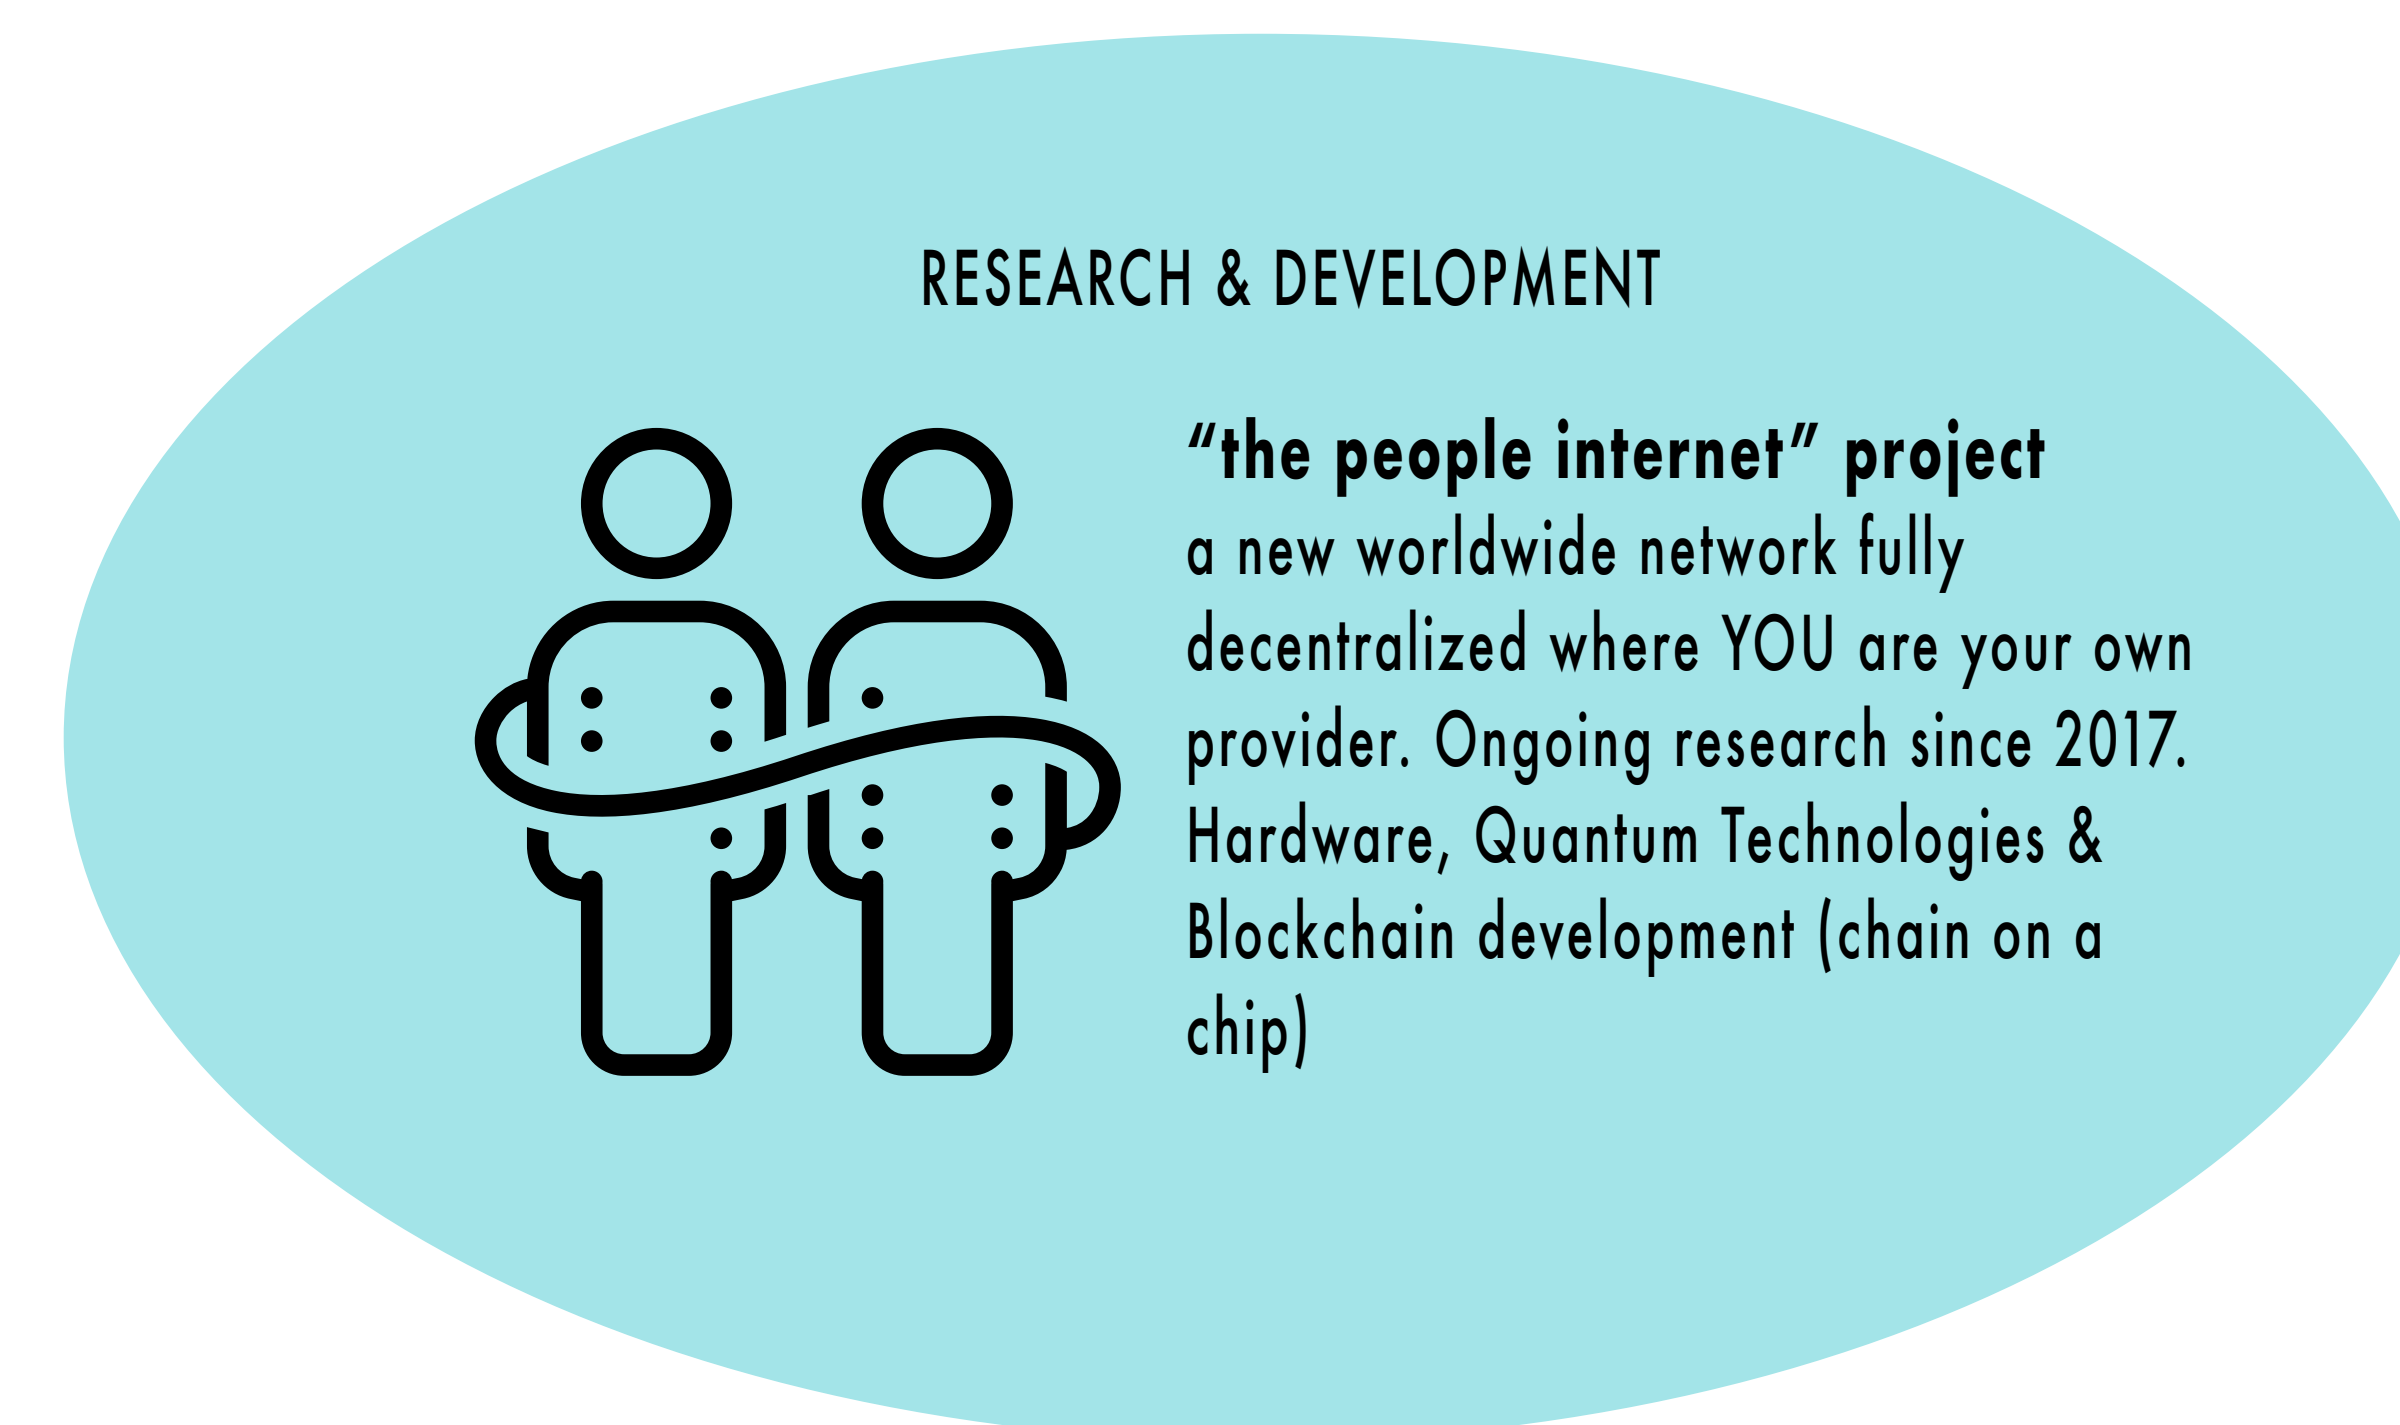 RESEARCH & DEVELOPMENT
“the people internet” project
a new worldwide network fully
decentralized where YOU are your own
provider. Ongoing research since 2017.
Hardware, Quantum Technologies &
Blockchain development (chain on a
chip)